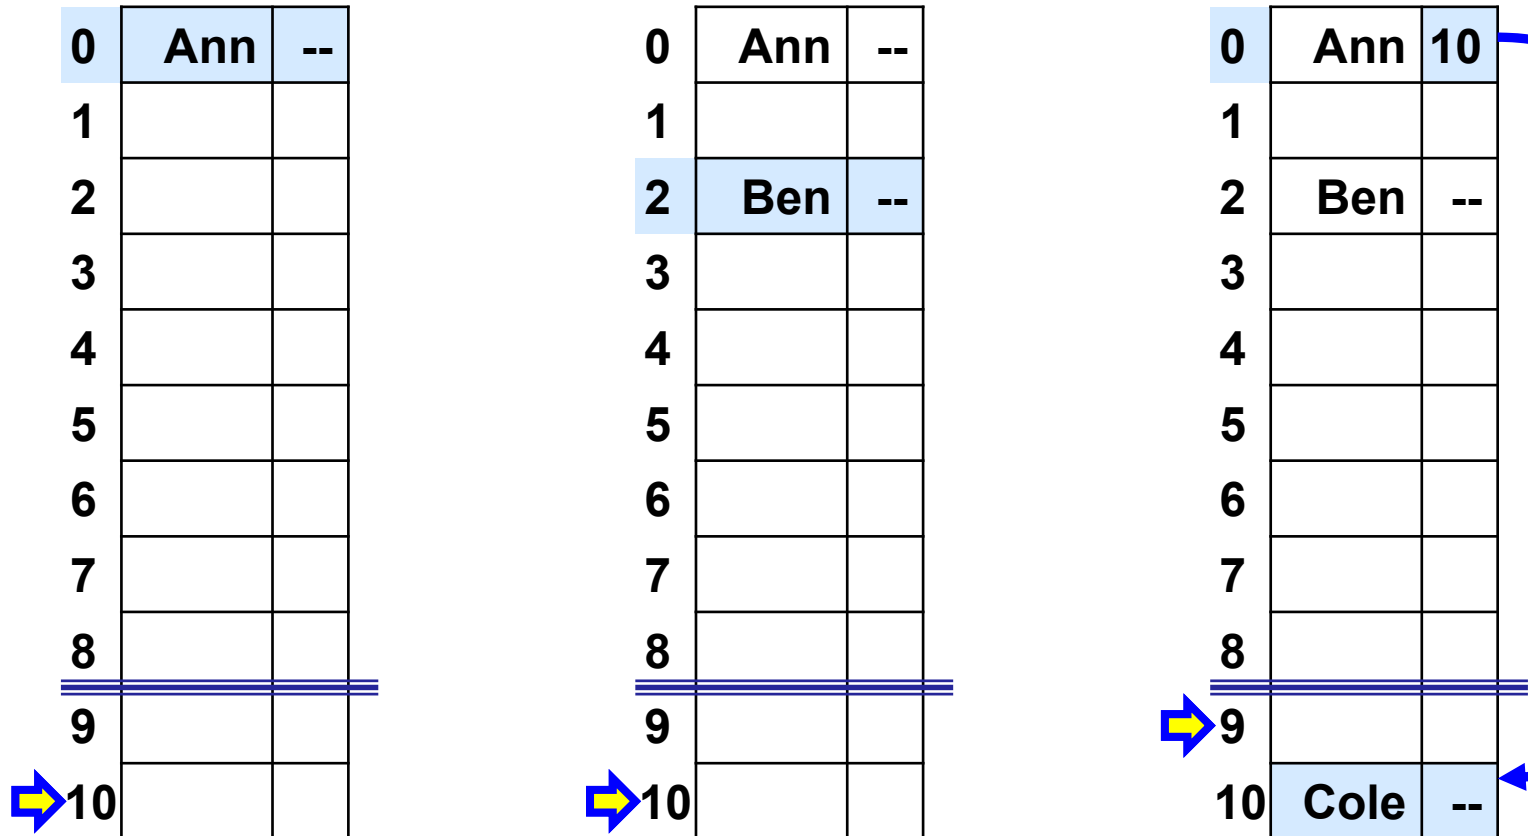 0 Ann -- 0 Ann -- 0 Ann 10
1 1 1
2 2 Ben -- 2 Ben --
3 3 3
4 4 4
5 5 5
6 6 6
7 7 7
8 8 8
9 9 9
10 10 10 Cole --